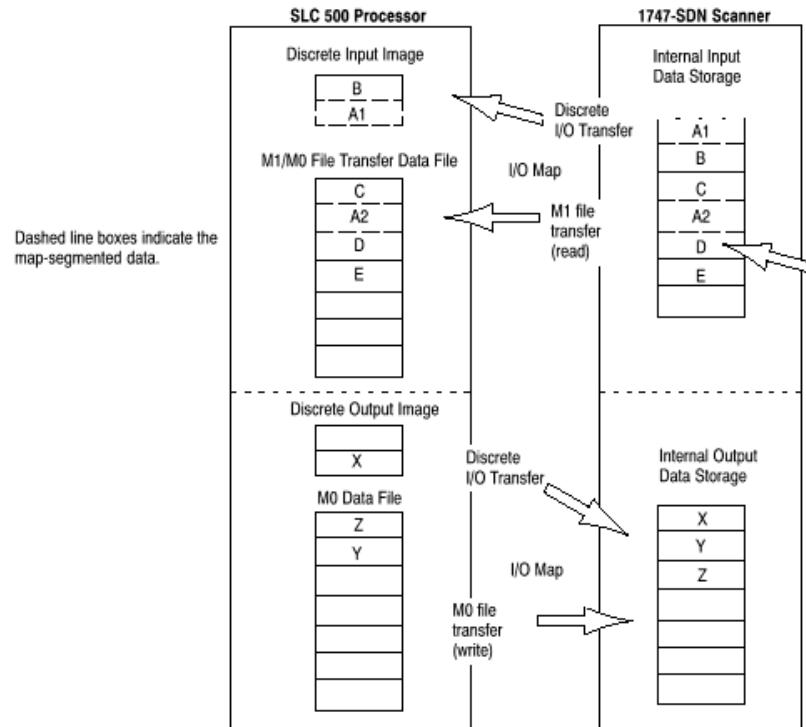 SLC 500 Processor
1747-SDN Scanner
Discrete Input Image
B
A1
Internal Input
Data Storage
Discrete
I/O Transfer
A1
B
C
A2
D
E
M1/M0 File Transfer Data File
I/O Map
C
A2
D
E
M1 file
transfer
(read)
Dashed line boxes indicate the
map-segmented data.
Discrete Output Image
X
Discrete
I/O Transfer
Internal Output
Data Storage
M0 Data File
Z
Y
X
Y
Z
I/O Map
M0 file
transfer
(write)